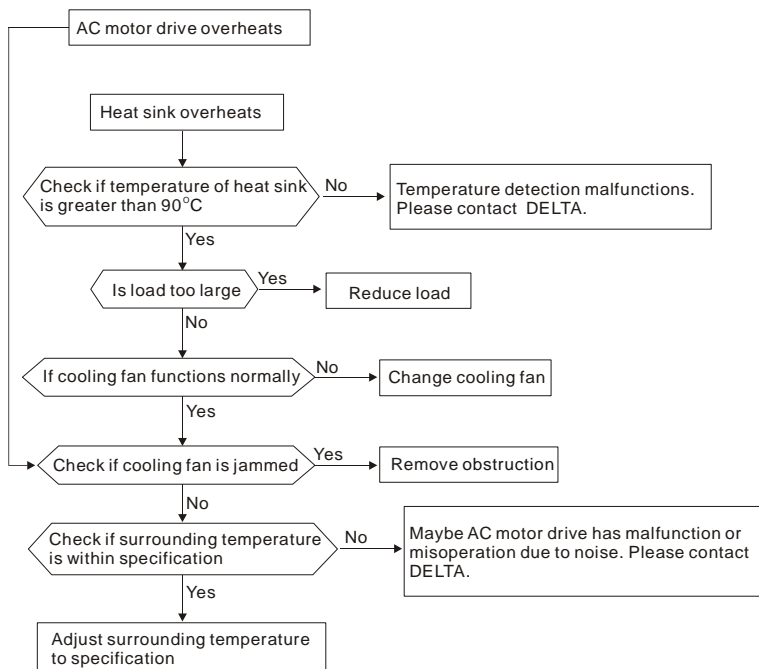 AC motor drive overheats
Heat sink overheats
Check if temperature of heat sink
is greater than 90°C
No
Temperature detection malfunctions.
Please contact DELTA.
Yes
Is load too large
Yes
Reduce load
No
If cooling fan functions normally
No
Change cooling fan
Yes
Check if cooling fan is jammed
Yes
Remove obstruction
No
Check if surrounding temperature
is within specification
No
Maybe AC motor drive has malfunction or
misoperation due to noise. Please contact
DELTA.
Yes
Adjust surrounding temperature
to specification